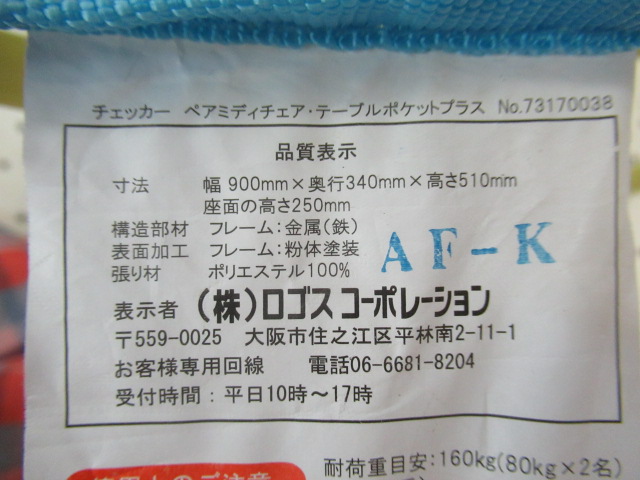 チェッカー ペアミディチェア・テーブルポケットプラス No.73170038
品質表示
寸法 幅 900mm×奥行340mm×高さ510mm
座面の高さ250mm
構造部材 フレーム:金属(鉄)
表面加工 フレーム:粉体塗装
張り材 ポリエステル100%
AF-K
表示者 (株)ロゴス コーポレーション
〒559-0025 大阪市住之江区平林南2-11-1
お客様専用回線 電話06-6681-8204
受付時間:平日10時~17時
耐荷重目安:160kg(80kg×2名)
使用上のご注意